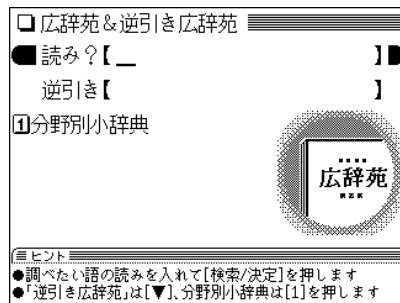 広辞苑&逆引き広辞苑
読み?【_ 】
逆引き【 】
1分野別小辞典
広辞苑
ヒント
●調べたい語の読みを入れて[検索/決定]を押します
●「逆引き広辞苑」は[▼]、分野別小辞典は[1]を押します